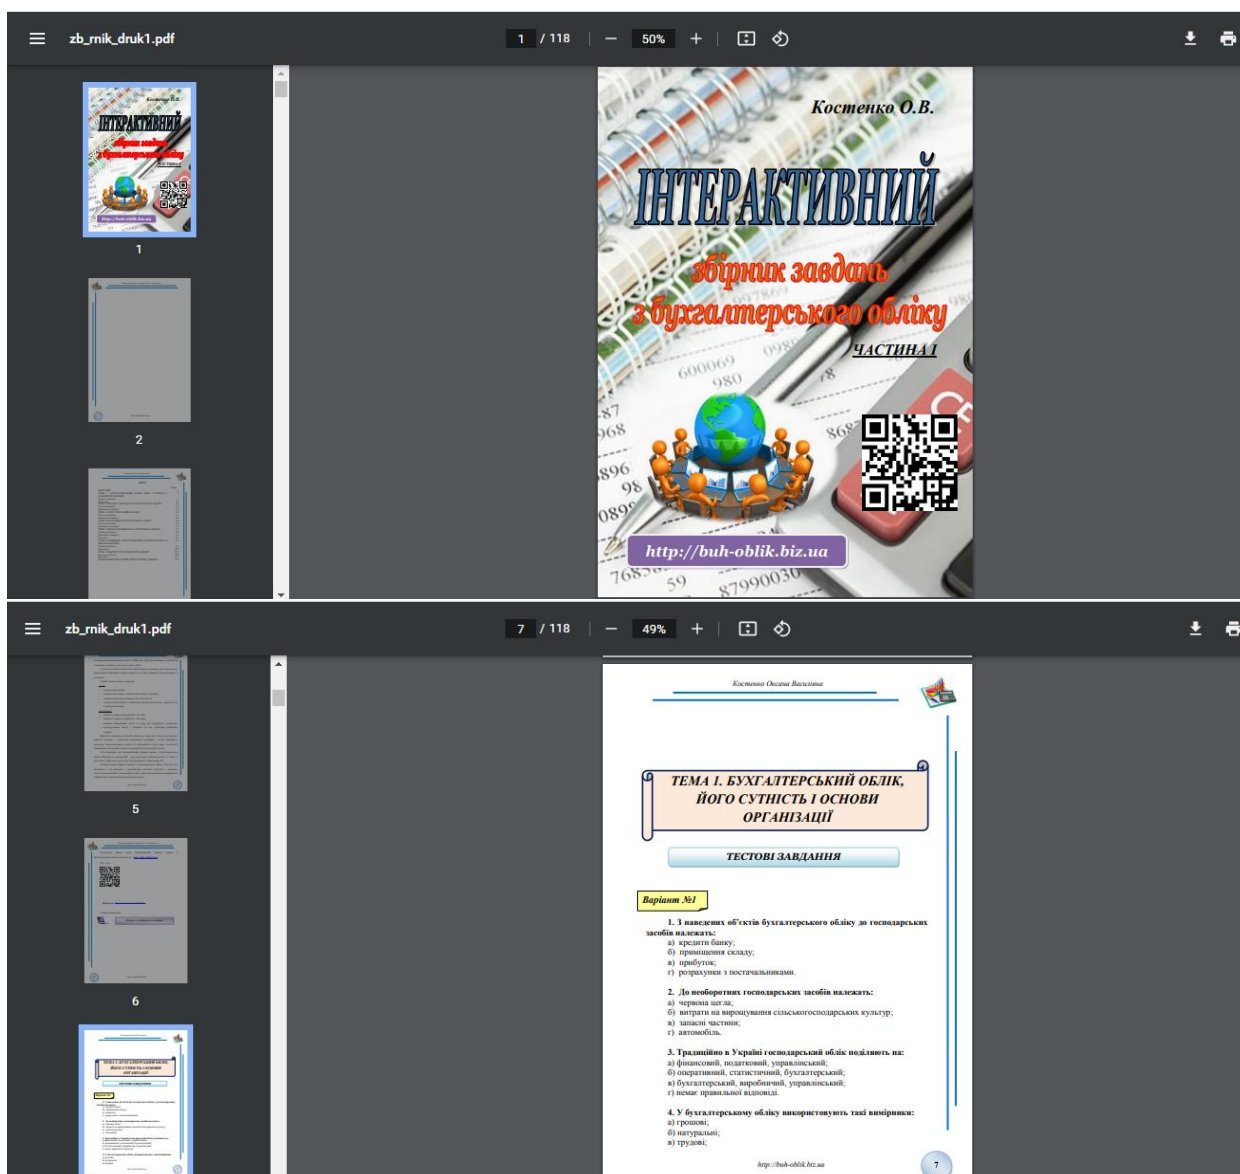 zb_rnik_druk1.pdf
1 / 118
50%
1
2
Костенко О.В.
ІНТЕРАКТИВНИЙ
збірник завдань
з бухгалтерського обліку
ЧАСТИНА І
http://buh-oblik.biz.ua
zb_rnik_druk1.pdf
7 / 118
49%
5
6
Костенко Оксана Василівна
ТЕМА 1. БУХГАЛТЕРСЬКИЙ ОБЛІК,
ЙОГО СУТНІСТЬ І ОСНОВИ
ОРГАНІЗАЦІЇ
ТЕСТОВІ ЗАВДАННЯ
Варіант №1
1. З наведених об'єктів бухгалтерського обліку до господарських
засобів належать:
а) кредити банку;
б) приміщення складу;
в) прибуток;
г) розрахунки з постачальниками.
2. До необоротних господарських засобів належать:
а) червона цегла;
б) витрати на вирощування сільськогосподарських культур;
в) запасні частини;
г) автомобіль.
3. Традиційно в Україні господарський облік поділяють на:
а) фінансовий, податковий, управлінський;
б) оперативний, статистичний, бухгалтерський;
в) бухгалтерський, виробничий, управлінський;
г) немає правильної відповіді.
4. У бухгалтерському обліку використовують такі вимірники:
а) грошові;
б) натуральні;
в) трудові;
http://buh-oblik.biz.ua
7